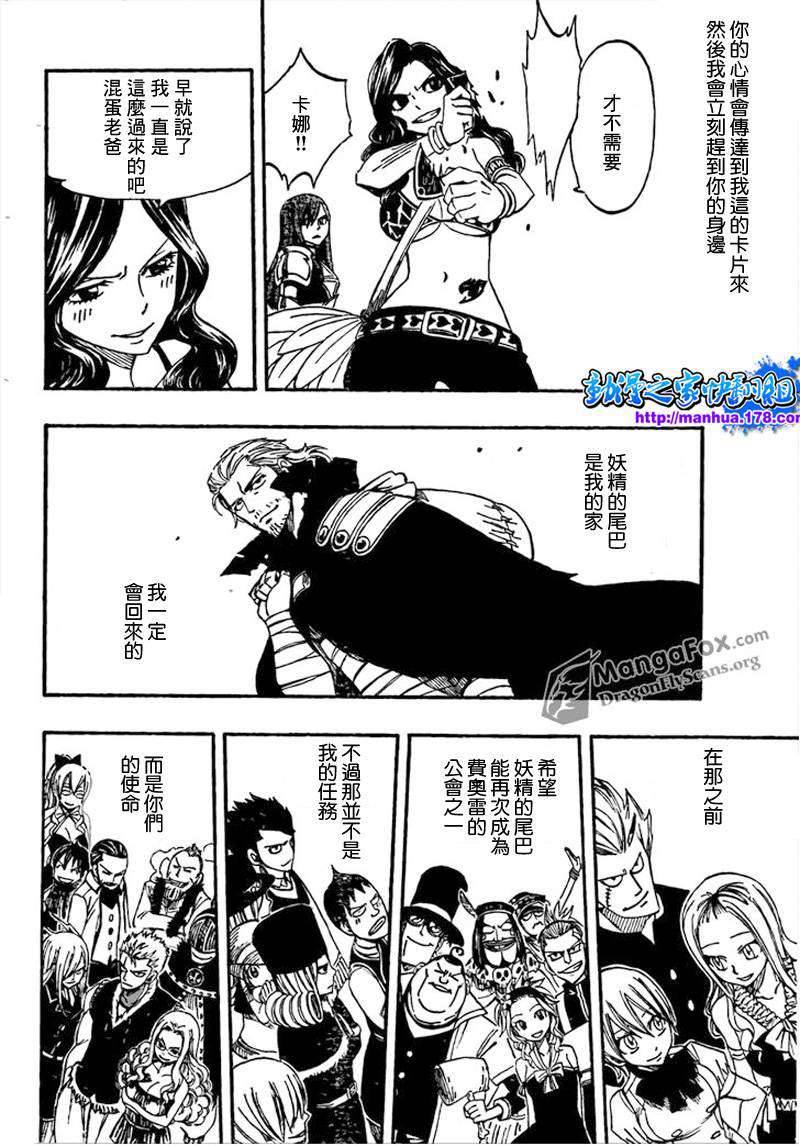 你的心情會傳達到我這的卡片來
然後我會立刻趕到你的身邊
才不需要
卡娜!!
早就說了
我一直是
這麼過來的吧
混蛋老爸
動漫之家汉化组
http://manhua.178.com
妖精的尾巴
是我的家
我一定
會回來的
MangaFox.com
DragonFlyScans.org
在那之前
希望
妖精的尾巴
能再次成為
費奧雷的
公會之一
不過那並不是
我的任務
而是你們
的使命